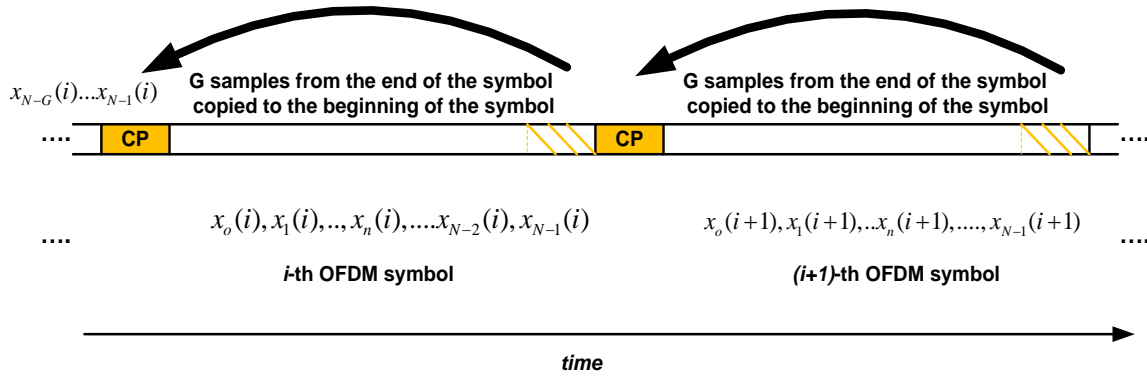 G samples from the end of the symbol
copied to the beginning of the symbol
G samples from the end of the symbol
copied to the beginning of the symbol
x_{N-G}(i)...x_{N-1}(i)
.... CP CP ....
x_o(i), x_1(i),.., x_n(i),....x_{N-2}(i), x_{N-1}(i)
x_o(i+1), x_1(i+1),..x_n(i+1),...., x_{N-1}(i+1)
.... ....
i-th OFDM symbol
(i+1)-th OFDM symbol
time